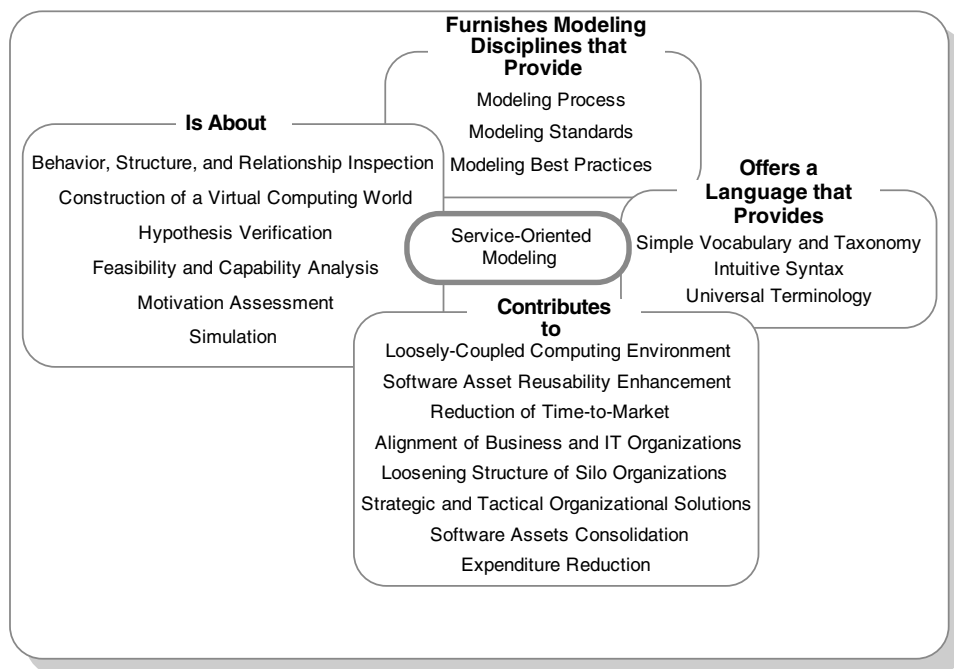 Furnishes Modeling
Disciplines that
Provide
Modeling Process
Modeling Standards
Modeling Best Practices
Is About
Behavior, Structure, and Relationship Inspection
Construction of a Virtual Computing World
Hypothesis Verification
Feasibility and Capability Analysis
Motivation Assessment
Simulation
Service-Oriented
Modeling
Offers a
Language that
Provides
Simple Vocabulary and Taxonomy
Intuitive Syntax
Universal Terminology
Contributes
to
Loosely-Coupled Computing Environment
Software Asset Reusability Enhancement
Reduction of Time-to-Market
Alignment of Business and IT Organizations
Loosening Structure of Silo Organizations
Strategic and Tactical Organizational Solutions
Software Assets Consolidation
Expenditure Reduction